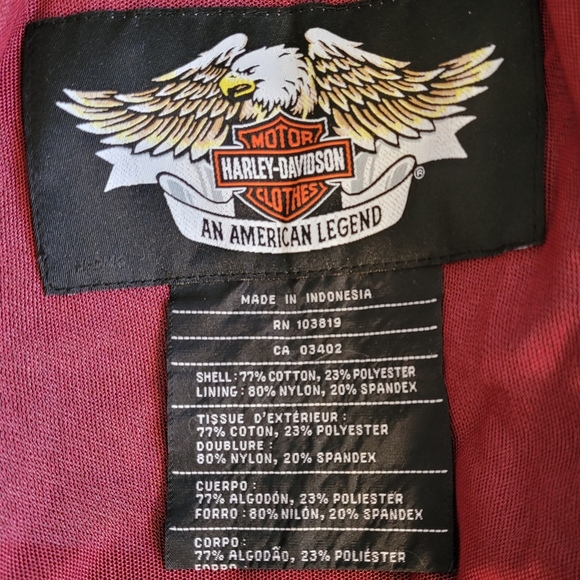 MOTOR
HARLEY-DAVIDSON
CLOTHES
®
AN AMERICAN LEGEND
MADE IN INDONESIA
RN 103819
CA 03402
SHELL:77% COTTON, 23% POLYESTER
LINING: 80% NYLON, 20% SPANDEX
TISSUE D'EXTÉRIEUR :
77% COTON, 23% POLYESTER
DOUBLURE :
80% NYLON, 20% SPANDEX
CUERPO :
77% ALGODÓN, 23% POLIESTER
FORRO : 80% NILÓN, 20% SPANDEX
CORPO :
77% ALGODÃO, 23% POLIÉSTER
FORRO: